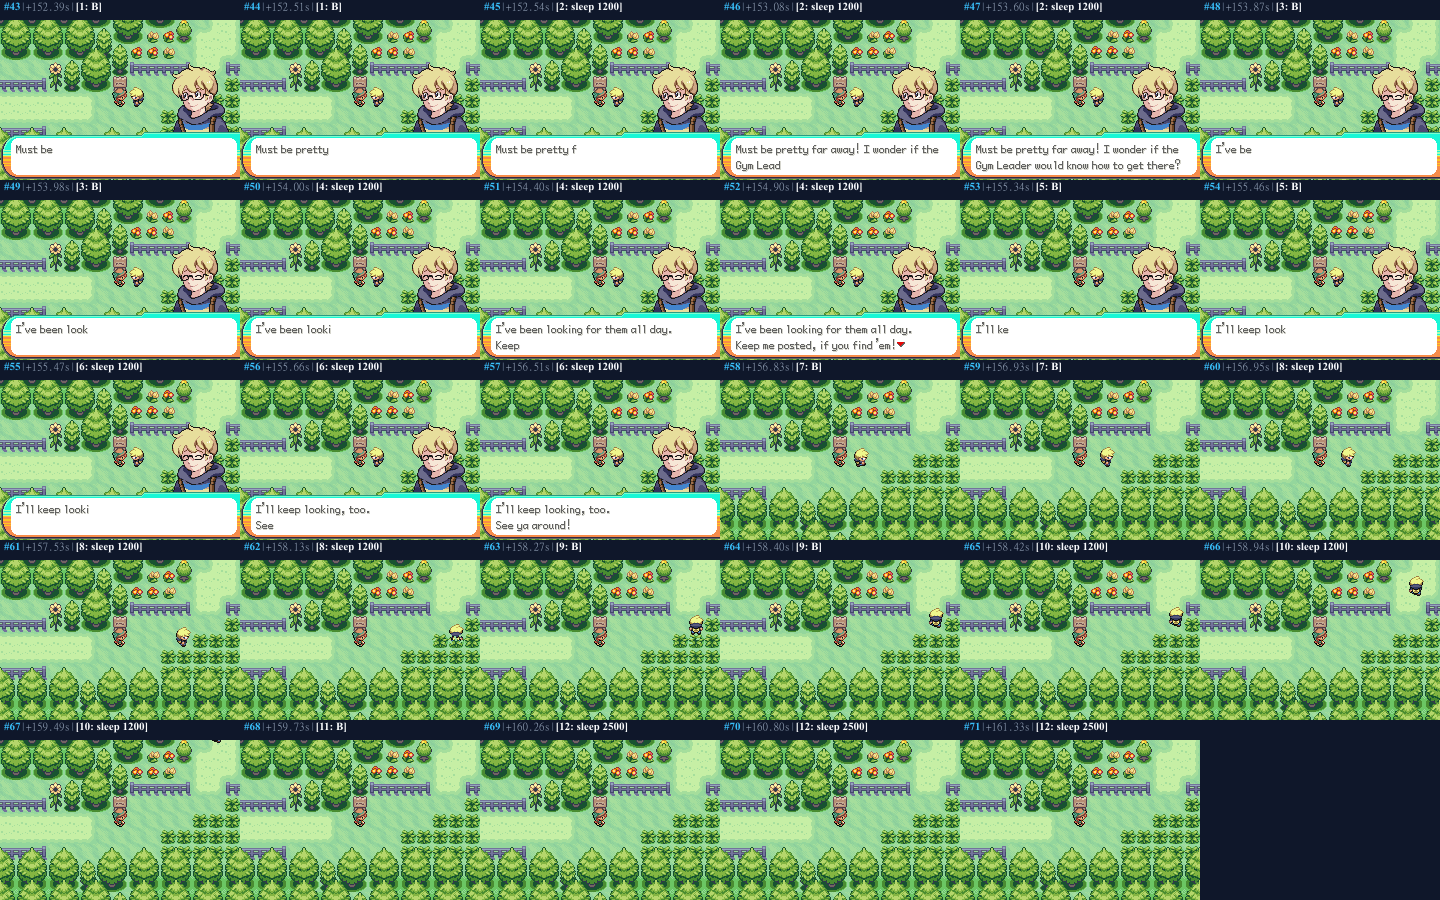 #43|+152.39s|[1: B]
#44|+152.51s|[1: B]
#45|+152.54s|[2: sleep 1200]
#46|+153.08s|[2: sleep 1200]
#47|+153.60s|[2: sleep 1200]
#48|+153.87s|[3: B]
Must be
Must be pretty
Must be pretty f
Must be pretty far away! I wonder if the
Gym Lead
Must be pretty far away! I wonder if the
Gym Leader would know how to get there?
I've be
#49|+153.98s|[3: B]
#50|+154.00s|[4: sleep 1200]
#51|+154.40s|[4: sleep 1200]
#52|+154.90s|[4: sleep 1200]
#53|+155.34s|[5: B]
#54|+155.46s|[5: B]
I've been look
I've been looki
I've been looking for them all day.
Keep
I've been looking for them all day.
Keep me posted, if you find 'em!
I'll ke
I'll keep look
#55|+155.47s|[6: sleep 1200]
#56|+155.66s|[6: sleep 1200]
#57|+156.51s|[6: sleep 1200]
#58|+156.83s|[7: B]
#59|+156.93s|[7: B]
#60|+156.95s|[8: sleep 1200]
I'll keep looki
I'll keep looking, too.
See
I'll keep looking, too.
See ya around!
#61|+157.53s|[8: sleep 1200]
#62|+158.13s|[8: sleep 1200]
#63|+158.27s|[9: B]
#64|+158.40s|[9: B]
#65|+158.42s|[10: sleep 1200]
#66|+158.94s|[10: sleep 1200]
#67|+159.49s|[10: sleep 1200]
#68|+159.73s|[11: B]
#69|+160.26s|[12: sleep 2500]
#70|+160.80s|[12: sleep 2500]
#71|+161.33s|[12: sleep 2500]